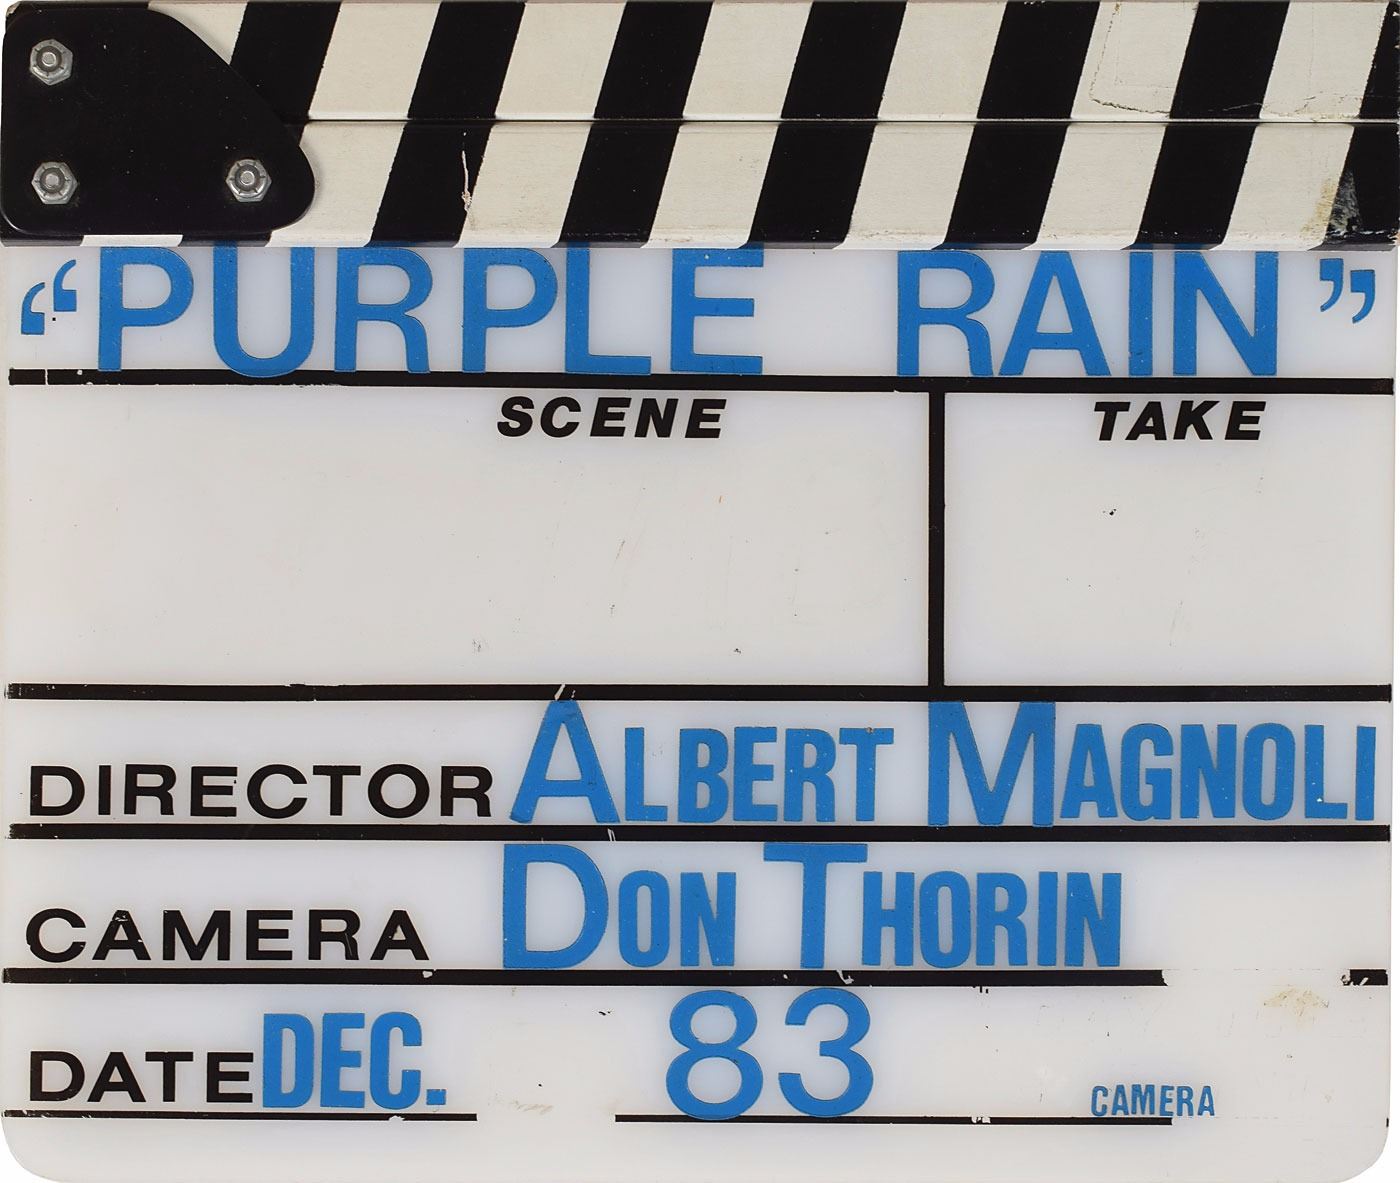 “PURPLE RAIN”
SCENE TAKE
DIRECTOR ALBERT MAGNOLI
CAMERA DON THORIN
DATE DEC. 83 CAMERA